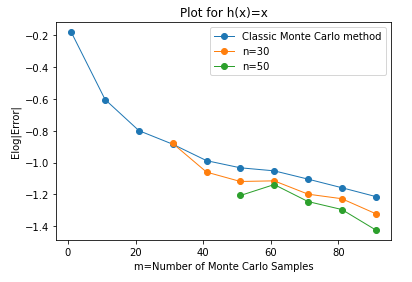 Plot for h(x)=x
Classic Monte Carlo method
n=30
n=50
Elog|Error|
−0.2
−0.4
−0.6
−0.8
−1.0
−1.2
−1.4
0 20 40 60 80
m=Number of Monte Carlo Samples